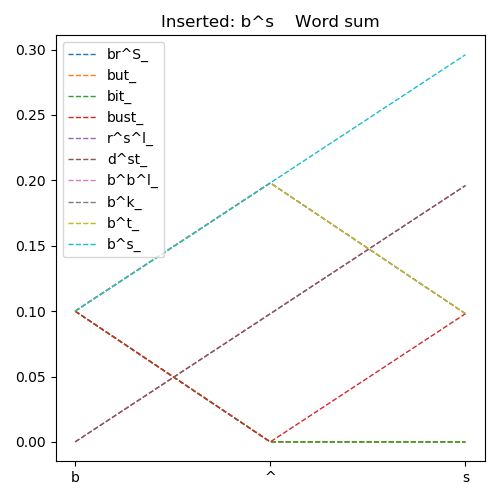 Inserted: b^s    Word sum
0.30
0.25
0.20
0.15
0.10
0.05
0.00
br^S_
but_
bit_
bust_
r^s^l_
d^st_
b^b^l_
b^k_
b^t_
b^s_
b
^
s